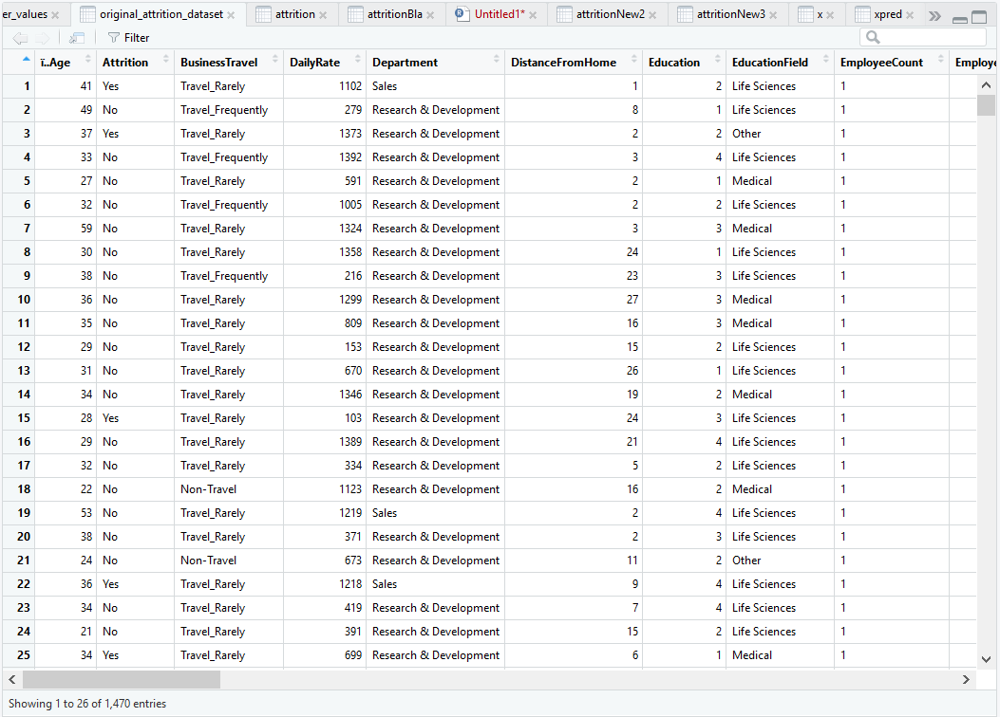 er_values × original_attrition_dataset × attrition × attritionBla × Untitled1* × attritionNew2 × attritionNew3 × x × xpred ×
Filter
ï..Age Attrition BusinessTravel DailyRate Department DistanceFromHome Education EducationField EmployeeCount Employe
1 41 Yes Travel_Rarely 1102 Sales 1 2 Life Sciences 1
2 49 No Travel_Frequently 279 Research & Development 8 1 Life Sciences 1
3 37 Yes Travel_Rarely 1373 Research & Development 2 2 Other 1
4 33 No Travel_Frequently 1392 Research & Development 3 4 Life Sciences 1
5 27 No Travel_Rarely 591 Research & Development 2 1 Medical 1
6 32 No Travel_Frequently 1005 Research & Development 2 2 Life Sciences 1
7 59 No Travel_Rarely 1324 Research & Development 3 3 Medical 1
8 30 No Travel_Rarely 1358 Research & Development 24 1 Life Sciences 1
9 38 No Travel_Frequently 216 Research & Development 23 3 Life Sciences 1
10 36 No Travel_Rarely 1299 Research & Development 27 3 Medical 1
11 35 No Travel_Rarely 809 Research & Development 16 3 Medical 1
12 29 No Travel_Rarely 153 Research & Development 15 2 Life Sciences 1
13 31 No Travel_Rarely 670 Research & Development 26 1 Life Sciences 1
14 34 No Travel_Rarely 1346 Research & Development 19 2 Medical 1
15 28 Yes Travel_Rarely 103 Research & Development 24 3 Life Sciences 1
16 29 No Travel_Rarely 1389 Research & Development 21 4 Life Sciences 1
17 32 No Travel_Rarely 334 Research & Development 5 2 Life Sciences 1
18 22 No Non-Travel 1123 Research & Development 16 2 Medical 1
19 53 No Travel_Rarely 1219 Sales 2 4 Life Sciences 1
20 38 No Travel_Rarely 371 Research & Development 2 3 Life Sciences 1
21 24 No Non-Travel 673 Research & Development 11 2 Other 1
22 36 Yes Travel_Rarely 1218 Sales 9 4 Life Sciences 1
23 34 No Travel_Rarely 419 Research & Development 7 4 Life Sciences 1
24 21 No Travel_Rarely 391 Research & Development 15 2 Life Sciences 1
25 34 Yes Travel_Rarely 699 Research & Development 6 1 Medical 1
Showing 1 to 26 of 1,470 entries